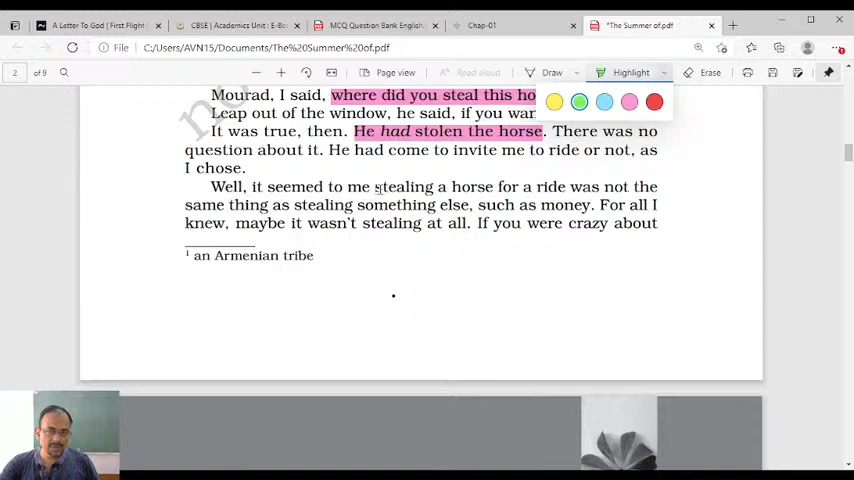 A Letter To God | First Flight
CBSE | Academics Unit : E-Bo
MCQ Question Bank English.
Chap-01
*The Summer of.pdf
File
C:/Users/AVN15/Documents/The%20Summer%20of.pdf
2 of 9
Page view
Read aloud
Draw
Highlight
Erase
Mourad, I said, where did you steal this ho
Leap out of the window, he said, if you wan
It was true, then. He had stolen the horse. There was no
question about it. He had come to invite me to ride or not, as
I chose.
Well, it seemed to me stealing a horse for a ride was not the
same thing as stealing something else, such as money. For all I
knew, maybe it wasn't stealing at all. If you were crazy about
1 an Armenian tribe